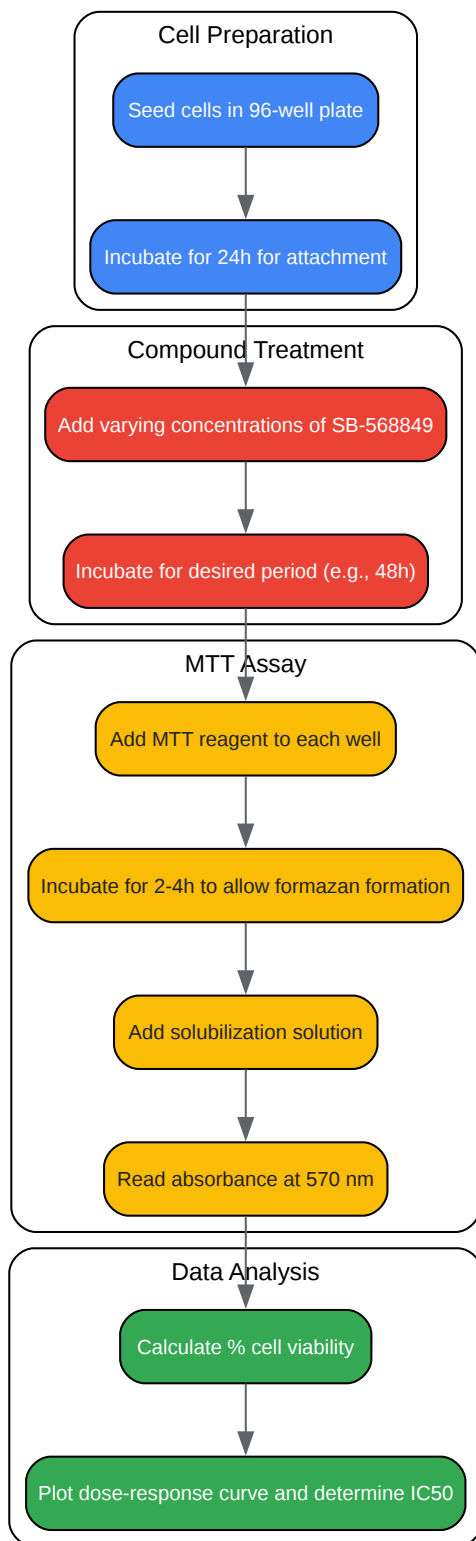 Cell Preparation
Seed cells in 96-well plate
Incubate for 24h for attachment
Compound Treatment
Add varying concentrations of SB-568849
Incubate for desired period (e.g., 48h)
MTT Assay
Add MTT reagent to each well
Incubate for 2-4h to allow formazan formation
Add solubilization solution
Read absorbance at 570 nm
Data Analysis
Calculate % cell viability
Plot dose-response curve and determine IC50